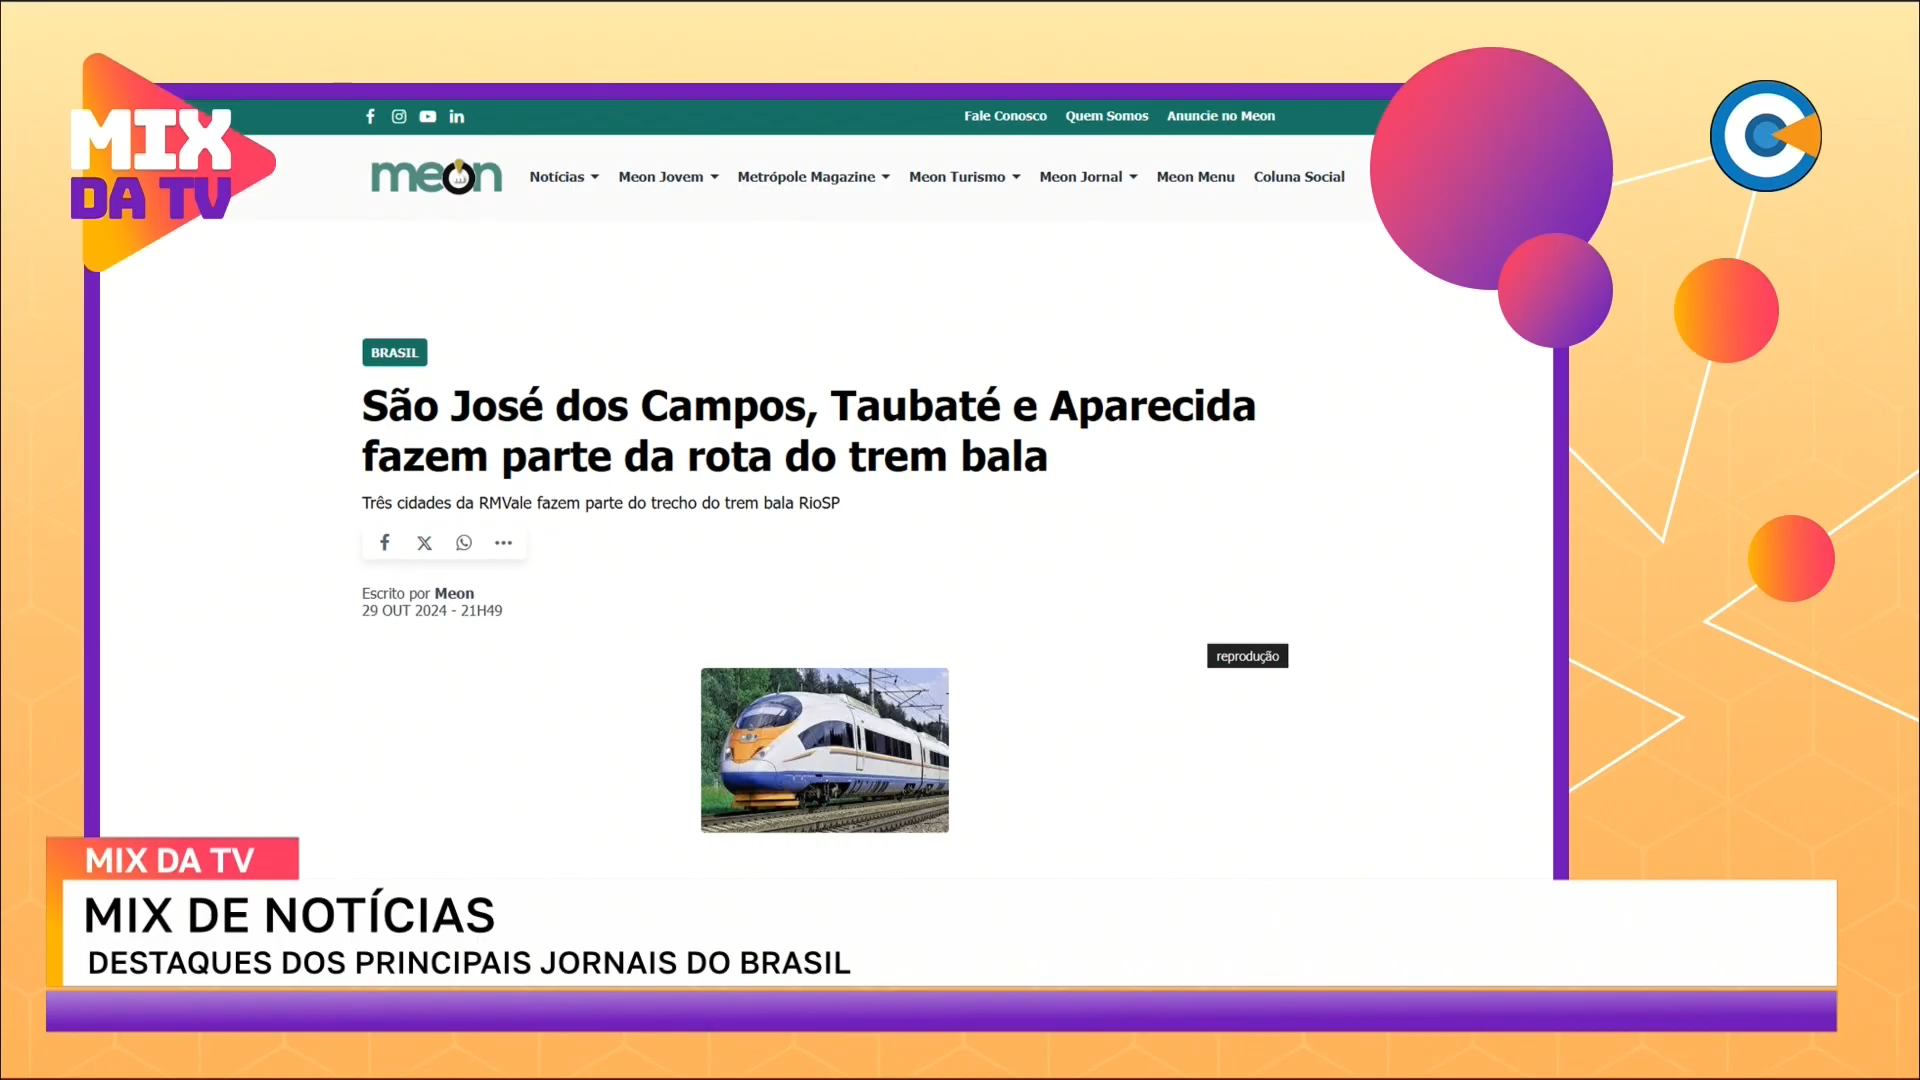 MIX
DA TV
Fale Conosco Quem Somos Anuncie no Meon
meon
Notícias Meon Jovem Metrópole Magazine Meon Turismo Meon Jornal Meon Menu Coluna Social
BRASIL
São José dos Campos, Taubaté e Aparecida
fazem parte da rota do trem bala
Três cidades da RMVale fazem parte do trecho do trem bala RioSP
Escrito por Meon
29 OUT 2024 - 21H49
reprodução
MIX DA TV
MIX DE NOTÍCIAS
DESTAQUES DOS PRINCIPAIS JORNAIS DO BRASIL